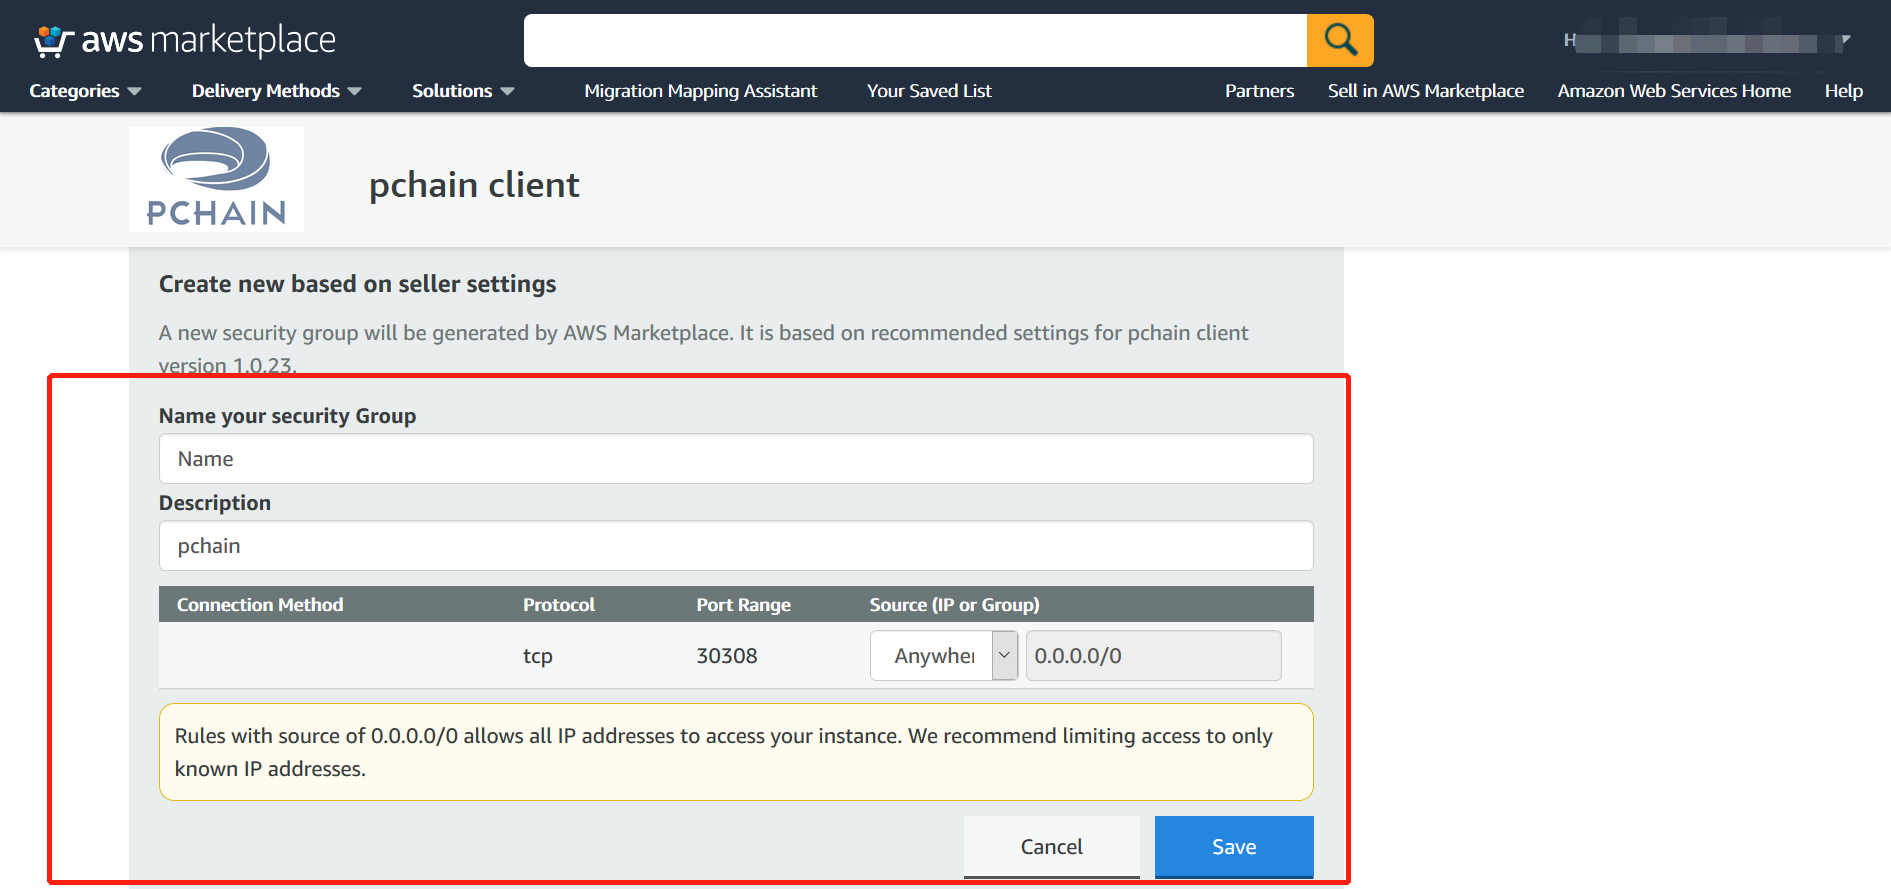 aws marketplace
H
Categories Delivery Methods Solutions Migration Mapping Assistant Your Saved List Partners Sell in AWS Marketplace Amazon Web Services Home Help
PCHAIN
pchain client
Create new based on seller settings
A new security group will be generated by AWS Marketplace. It is based on recommended settings for pchain client
version 1.0.23.
Name your security Group
Name
Description
pchain
Connection Method Protocol Port Range Source (IP or Group)
tcp 30308 Anywher 0.0.0.0/0
Rules with source of 0.0.0.0/0 allows all IP addresses to access your instance. We recommend limiting access to only
known IP addresses.
Cancel Save